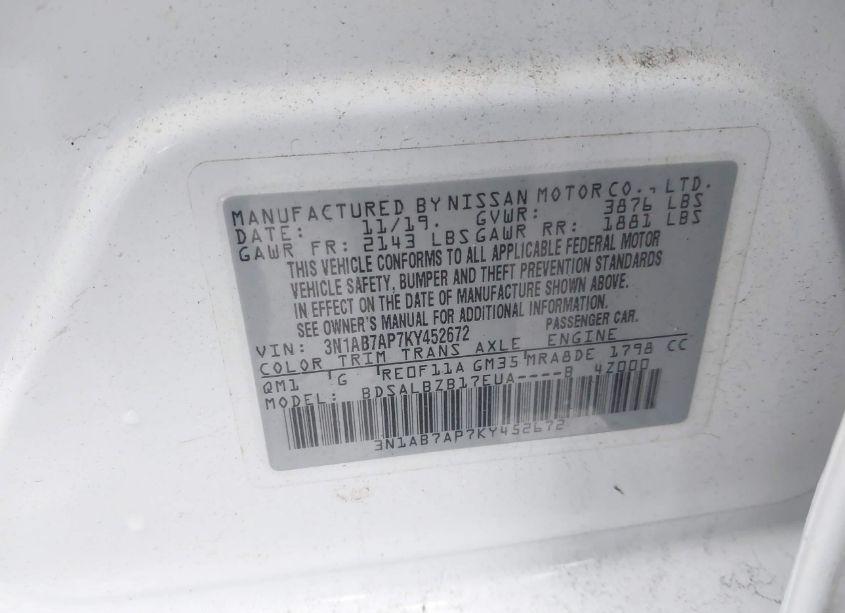 MANUFACTURED BY NISSAN MOTOR CO., LTD.
DATE: 11/19. GVWR: 3876 LBS
GAWR FR: 2143 LBS GAWR RR: 1881 LBS
THIS VEHICLE CONFORMS TO ALL APPLICABLE FEDERAL MOTOR
VEHICLE SAFETY, BUMPER AND THEFT PREVENTION STANDARDS
IN EFFECT ON THE DATE OF MANUFACTURE SHOWN ABOVE.
SEE OWNER'S MANUAL FOR ADDITIONAL INFORMATION.
VIN: 3N1AB7AP7KY452672 PASSENGER CAR.
COLOR TRIM TRANS AXLE ENGINE
QM1 G RE0F11A GM35 MRA8DE 1798 CC
MODEL: BDSALBZB17EUA----B 4Z000
3N1AB7AP7KY452672